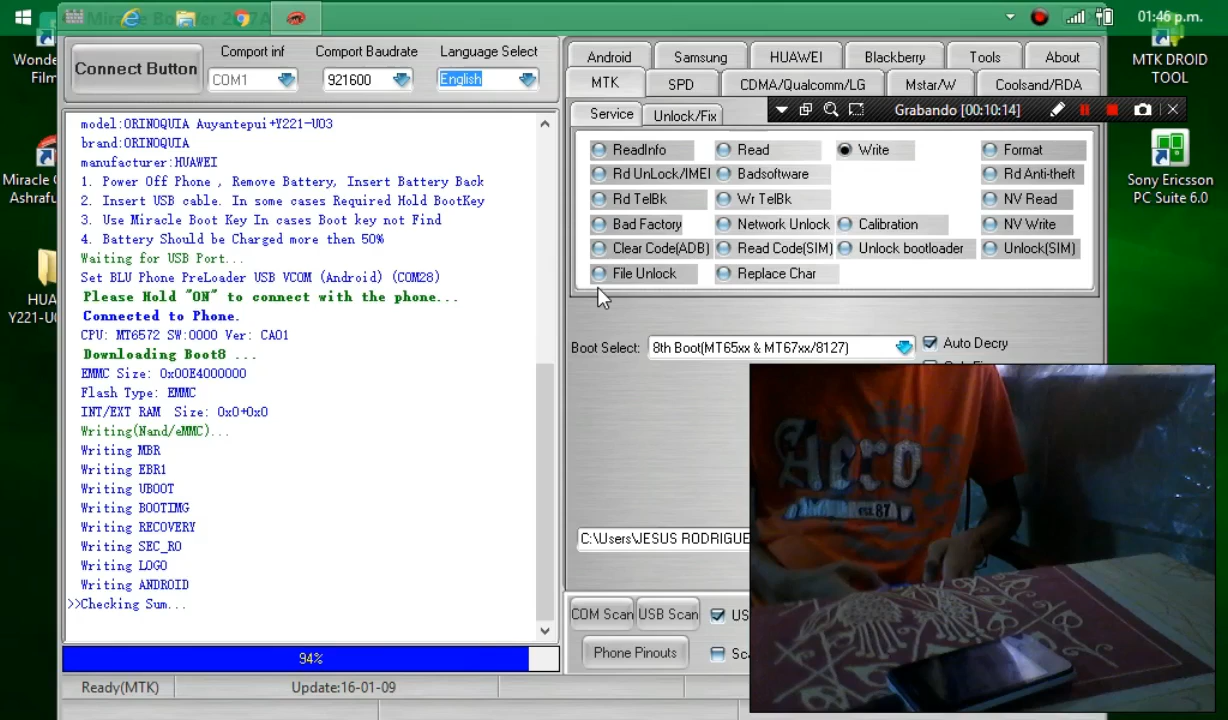 01:46 p.m.
Connect Button
Comport inf
Comport Baudrate
Language Select
COM1
921600
English
Android
Samsung
HUAWEI
Blackberry
Tools
About
MTK
SPD
CDMA/Qualcomm/LG
Mstar/W
Coolsand/RDA
Service
Unlock/Fix
Grabando [00:10:14]
ReadInfo
Read
Write
Format
Rd UnLock/IMEI
Badsoftware
Rd Anti-theft
Rd TelBk
Wr TelBk
NV Read
Bad Factory
Network Unlock
Calibration
NV Write
Clear Code(ADB)
Read Code(SIM)
Unlock bootloader
Unlock(SIM)
File Unlock
Replace Char
Boot Select:
8th Boot(MT65xx & MT67xx/8127)
Auto Decry
model:ORINOQUIA Auyantepui+Y221-U03
brand:ORINOQUIA
manufacturer:HUAWEI
1. Power Off Phone , Remove Battery, Insert Battery Back
2. Insert USB cable. In some cases Required Hold BootKey
3. Use Miracle Boot Key In cases Boot key not Find
4. Battery Should be Charged more then 50%
Waiting for USB Port...
Set BLU Phone PreLoader USB VCOM (Android) (COM28)
Please Hold "ON" to connect with the phone...
Connected to Phone.
CPU: MT6572 SW:0000 Ver: CA01
Downloading Boot8 ...
EMMC Size: 0x00E4000000
Flash Type: EMMC
INT/EXT RAM Size: 0x0+0x0
Writing(Nand/eMMC)...
Writing MBR
Writing EBR1
Writing UBOOT
Writing BOOTIMG
Writing RECOVERY
Writing SEC_RO
Writing LOGO
Writing ANDROID
>>Checking Sum...
94%
Ready(MTK)
Update:16-01-09
C:\Users\JESUS RODRIGUE
COM Scan
USB Scan
Phone Pinouts
MTK DROID
TOOL
Sony Ericsson
PC Suite 6.0
Wonde
Film
Miracle
Ashrafu
HUA
Aero
87